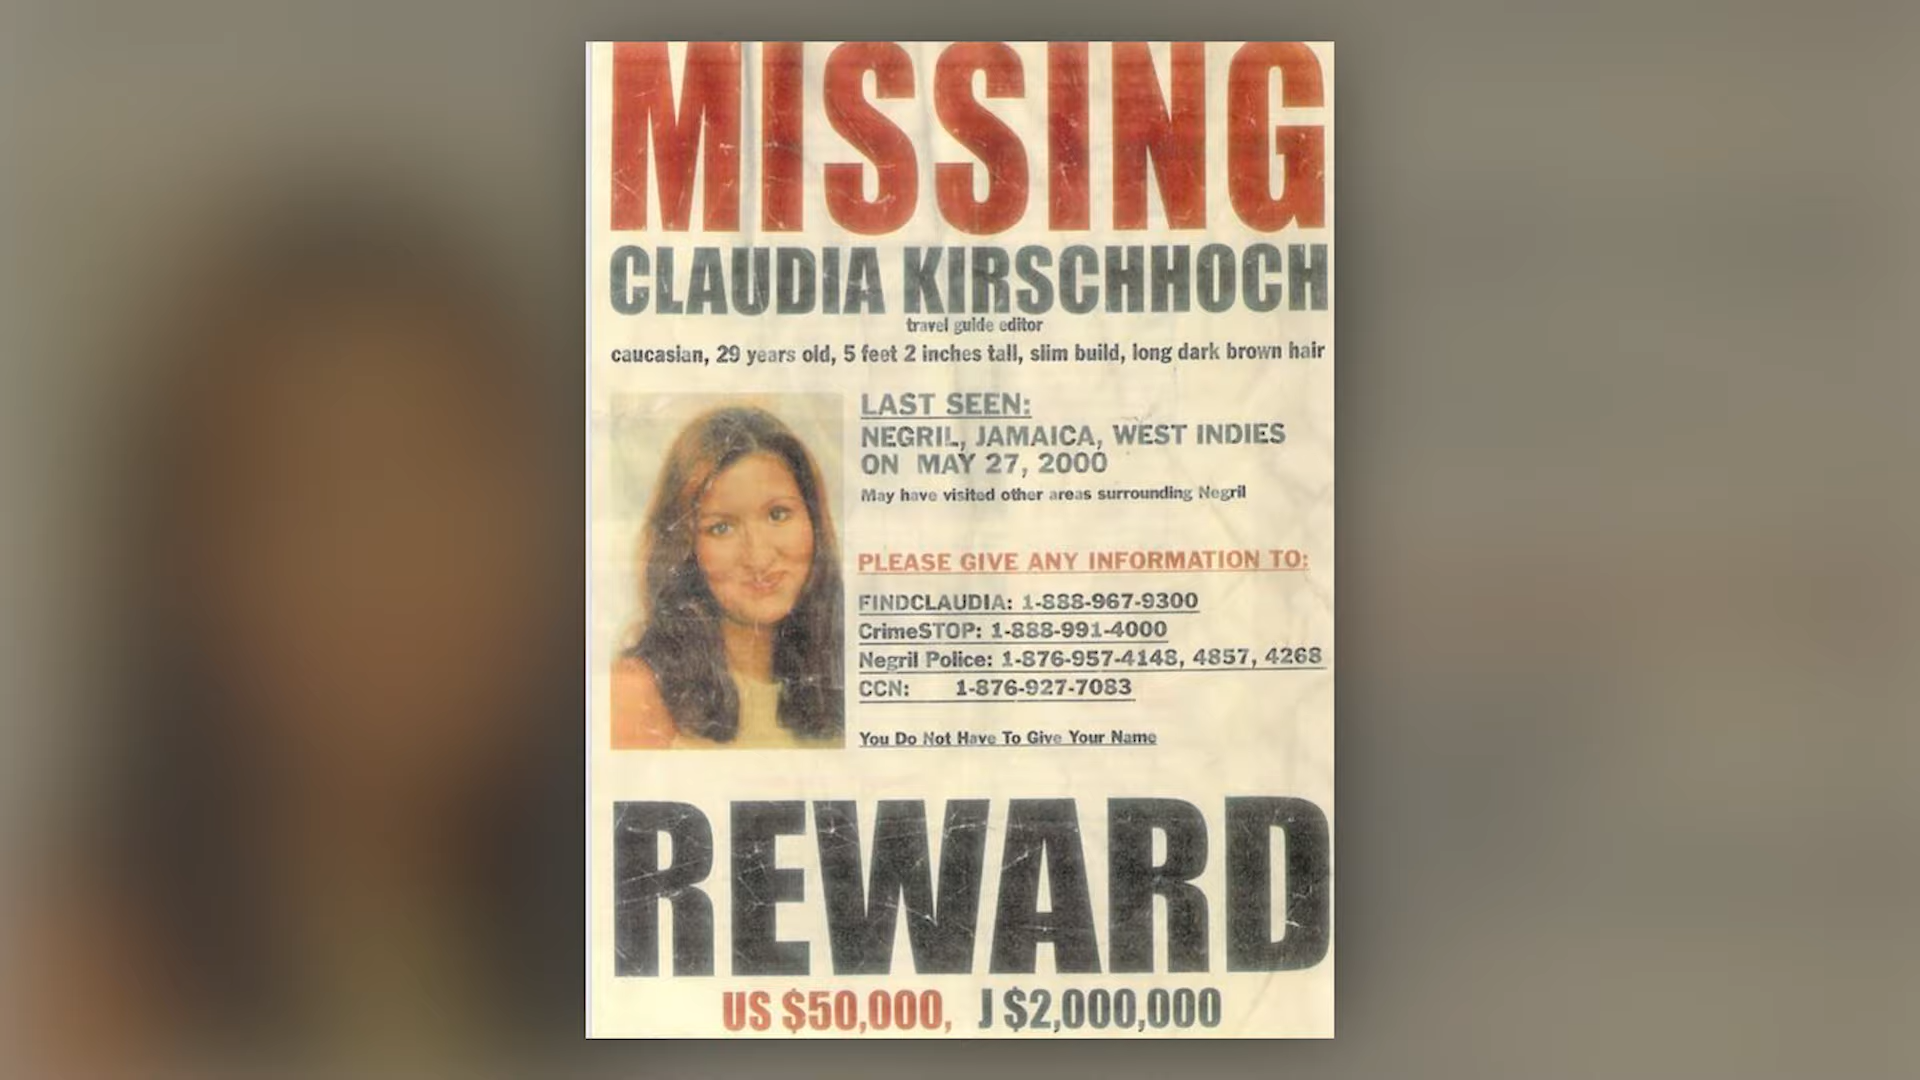 MISSING
CLAUDIA KIRSCHHOCH
travel guide editor
caucasian, 29 years old, 5 feet 2 inches tall, slim build, long dark brown hair
LAST SEEN:
NEGRIL, JAMAICA, WEST INDIES
ON MAY 27, 2000
May have visited other areas surrounding Negril
PLEASE GIVE ANY INFORMATION TO:
FINDCLAUDIA: 1-888-967-9300
CrimeSTOP: 1-888-991-4000
Negril Police: 1-876-957-4148, 4857, 4268
CCN: 1-876-927-7083
You Do Not Have To Give Your Name
REWARD
US $50,000, J $2,000,000